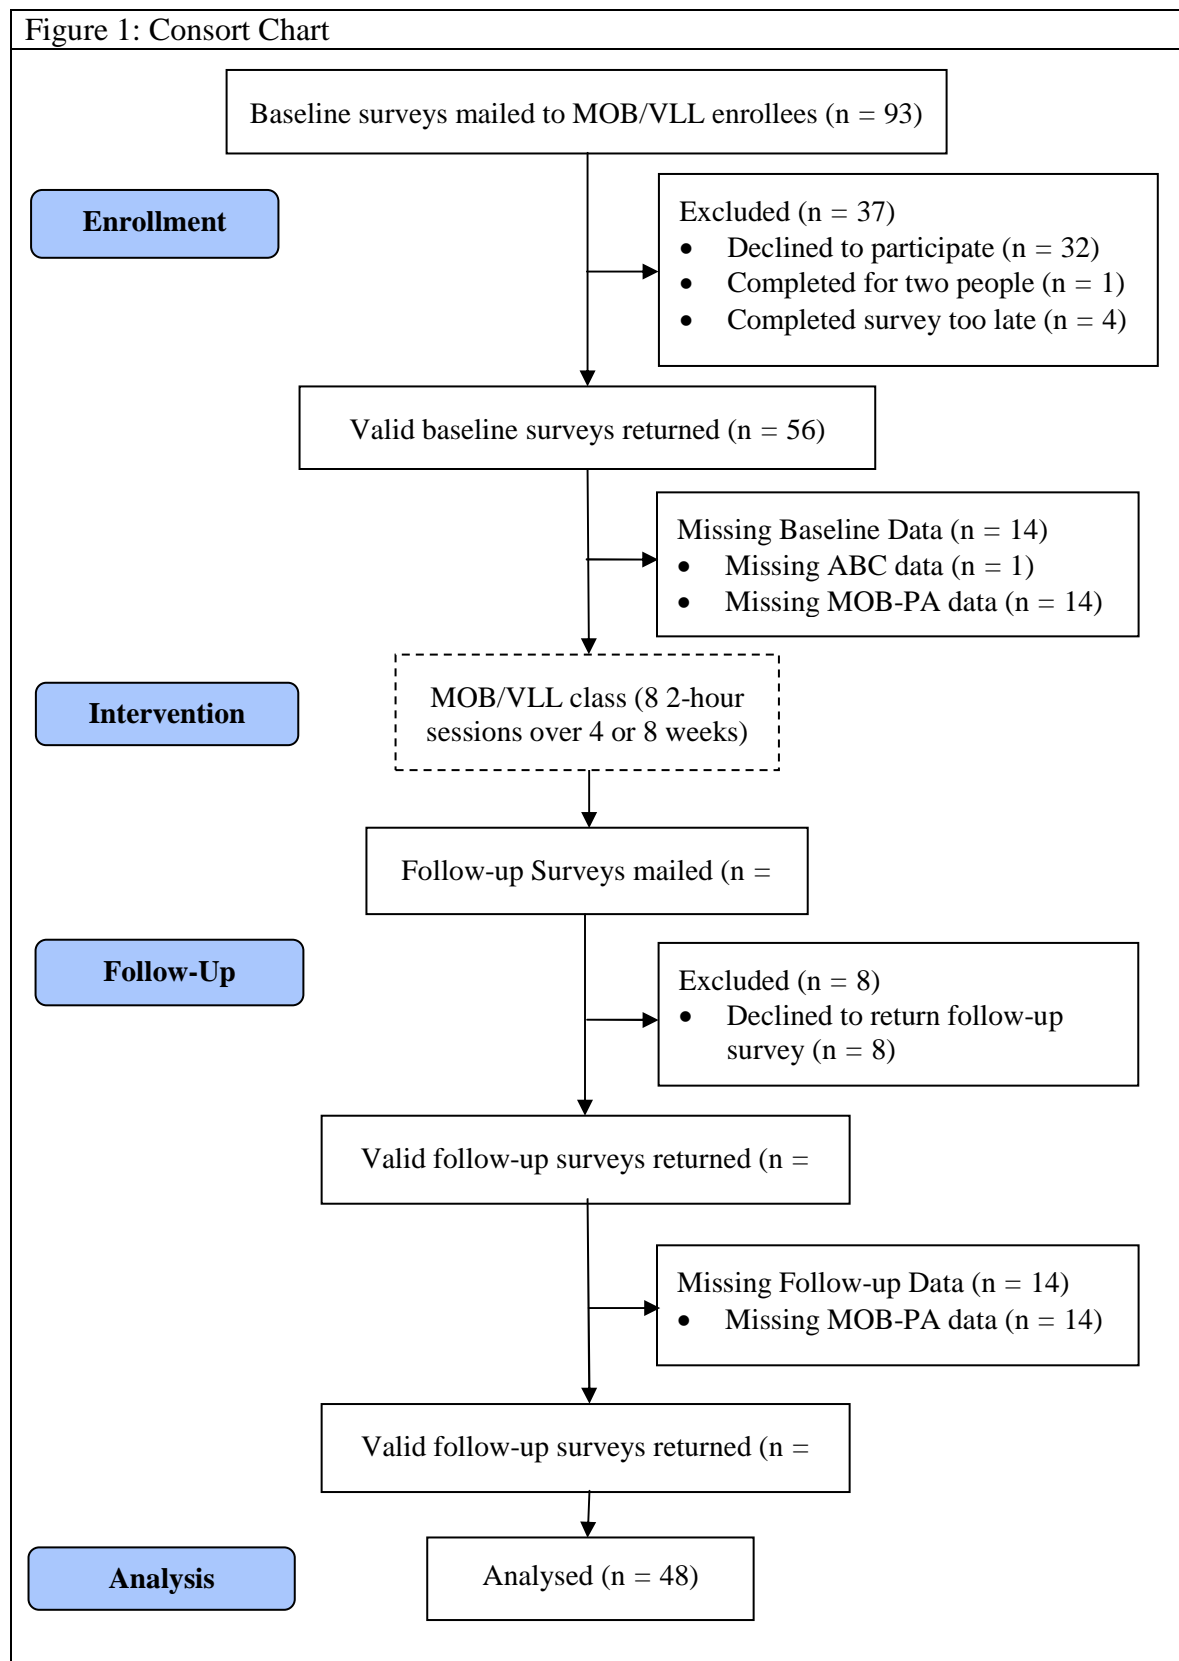 Figure 1: Consort Chart
Baseline surveys mailed to MOB/VLL enrollees (n = 93)
Enrollment
Excluded (n = 37)
• Declined to participate (n = 32)
• Completed for two people (n = 1)
• Completed survey too late (n = 4)
Valid baseline surveys returned (n = 56)
Missing Baseline Data (n = 14)
• Missing ABC data (n = 1)
• Missing MOB-PA data (n = 14)
Intervention
MOB/VLL class (8 2-hour
sessions over 4 or 8 weeks)
Follow-up Surveys mailed (n =
Follow-Up
Excluded (n = 8)
• Declined to return follow-up
survey (n = 8)
Valid follow-up surveys returned (n =
Missing Follow-up Data (n = 14)
• Missing MOB-PA data (n = 14)
Valid follow-up surveys returned (n =
Analysis
Analysed (n = 48)